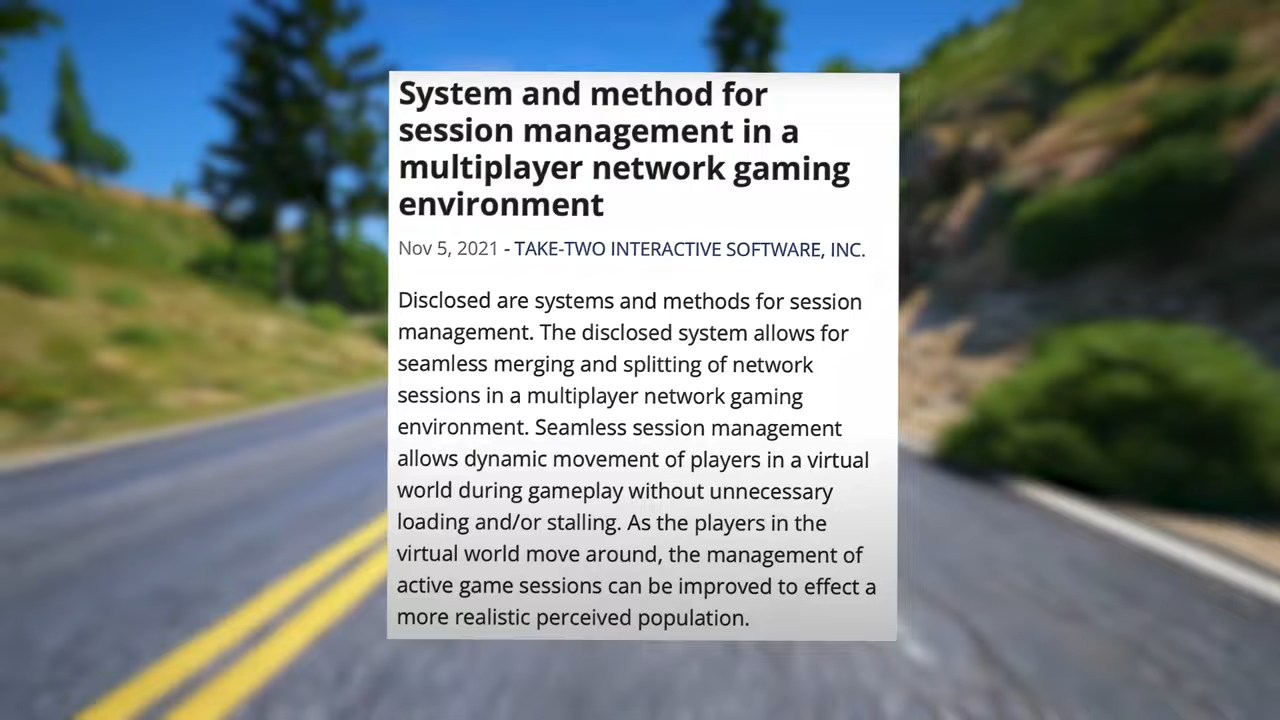 System and method for
session management in a
multiplayer network gaming
environment
Nov 5, 2021 - TAKE-TWO INTERACTIVE SOFTWARE, INC.
Disclosed are systems and methods for session
management. The disclosed system allows for
seamless merging and splitting of network
sessions in a multiplayer network gaming
environment. Seamless session management
allows dynamic movement of players in a virtual
world during gameplay without unnecessary
loading and/or stalling. As the players in the
virtual world move around, the management of
active game sessions can be improved to effect a
more realistic perceived population.